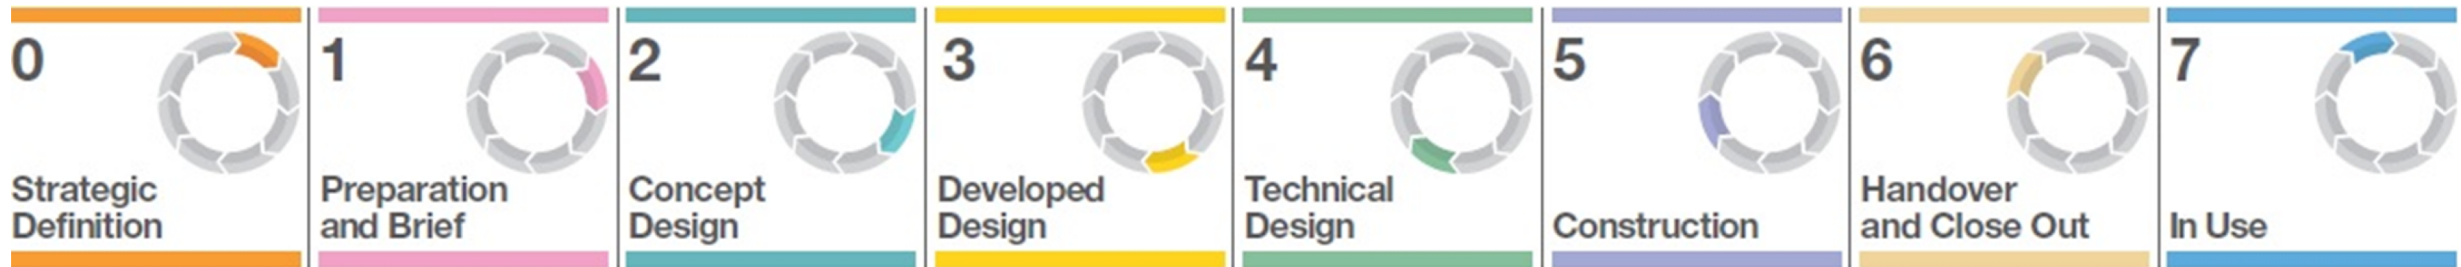 0
Strategic
Definition
1
Preparation
and Brief
2
Concept
Design
3
Developed
Design
4
Technical
Design
5
Construction
6
Handover
and Close Out
7
In Use